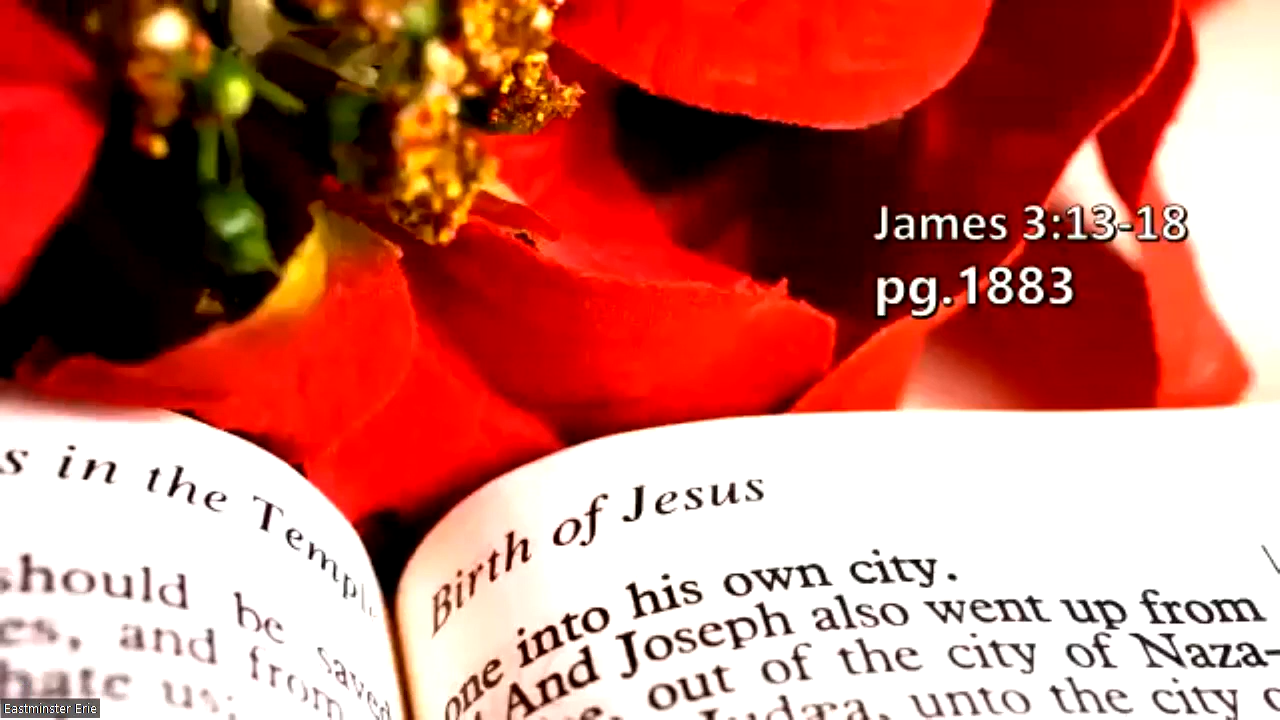 James 3:13-18
pg.1883
s in the Templ
should be saved
es, and from
hate us;
Birth of Jesus
one into his own city.
And Joseph also went up from
out of the city of Naza-
Judæa, unto the city
Eastminster Erie